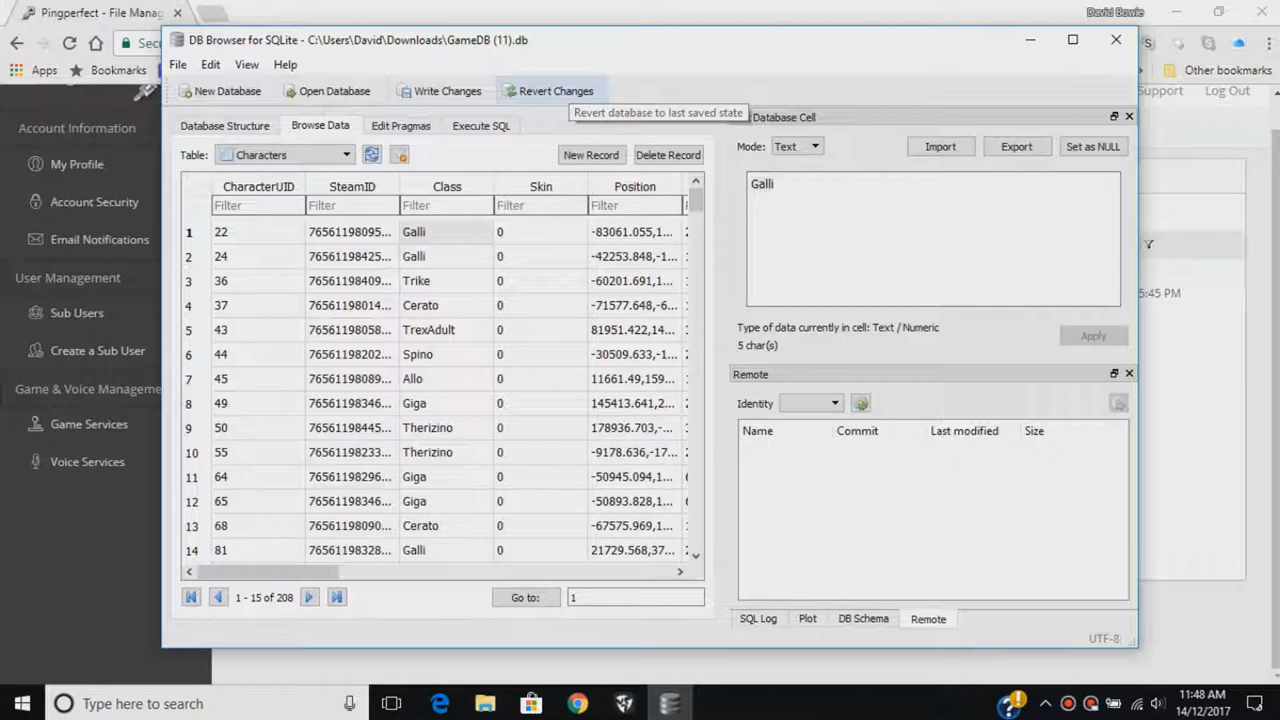 Pingperfect - File Manag
David Bowie
Apps
Bookmarks
Other bookmarks
Support
Log Out
Account Information
My Profile
Account Security
Email Notifications
User Management
Sub Users
Create a Sub User
Game & Voice Manageme
Game Services
Voice Services
5:45 PM
DB Browser for SQLite - C:\Users\David\Downloads\GameDB (11).db
File Edit View Help
New Database Open Database Write Changes Revert Changes
Revert database to last saved state
Database Structure Browse Data Edit Pragmas Execute SQL
Table: Characters New Record Delete Record
CharacterUID SteamID Class Skin Position
Filter Filter Filter Filter Filter
1 22 76561198095... Galli 0 -83061.055,1...
2 24 76561198425... Galli 0 -42253.848,-1...
3 36 76561198409... Trike 0 -60201.691,1...
4 37 76561198014... Cerato 0 -71577.648,-6...
5 43 76561198058... TrexAdult 0 81951.422,14...
6 44 76561198202... Spino 0 -30509.633,-1...
7 45 76561198089... Allo 0 11661.49,159...
8 49 76561198346... Giga 0 145413.641,2...
9 50 76561198445... Therizino 0 178936.703,-...
10 55 76561198233... Therizino 0 -9178.636,-17...
11 64 76561198296... Giga 0 -50945.094,1...
12 65 76561198346... Giga 0 -50893.828,1...
13 68 76561198090... Cerato 0 -67575.969,1...
14 81 76561198328... Galli 0 21729.568,37...
1 - 15 of 208 Go to: 1
Database Cell
Mode: Text Import Export Set as NULL
Galli
Type of data currently in cell: Text / Numeric
5 char(s)
Apply
Remote
Identity
Name Commit Last modified Size
SQL Log Plot DB Schema Remote
UTF-8
Type here to search
11:48 AM
14/12/2017